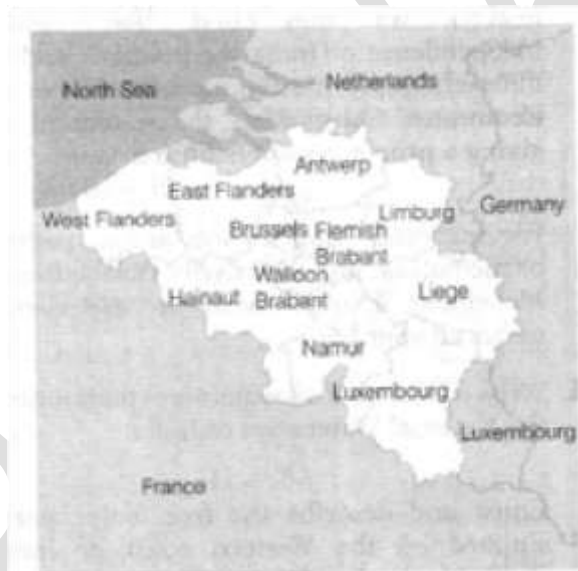 North Sea
Netherlands
Antwerp
East Flanders
Limburg
Germany
West Flanders
Brussels
Flemish
Brabant
Walloon
Brabant
Hainaut
Liege
Namur
Luxembourg
Luxembourg
France